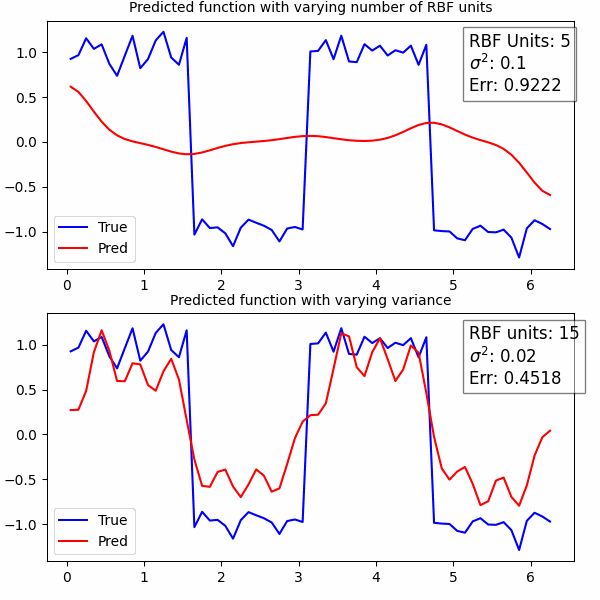 Predicted function with varying number of RBF units
RBF Units: 5
σ²: 0.1
Err: 0.9222
1.0
0.5
0.0
−0.5
−1.0
True
Pred
0 1 2 3 4 5 6
Predicted function with varying variance
RBF units: 15
σ²: 0.02
Err: 0.4518
1.0
0.5
0.0
−0.5
−1.0
True
Pred
0 1 2 3 4 5 6